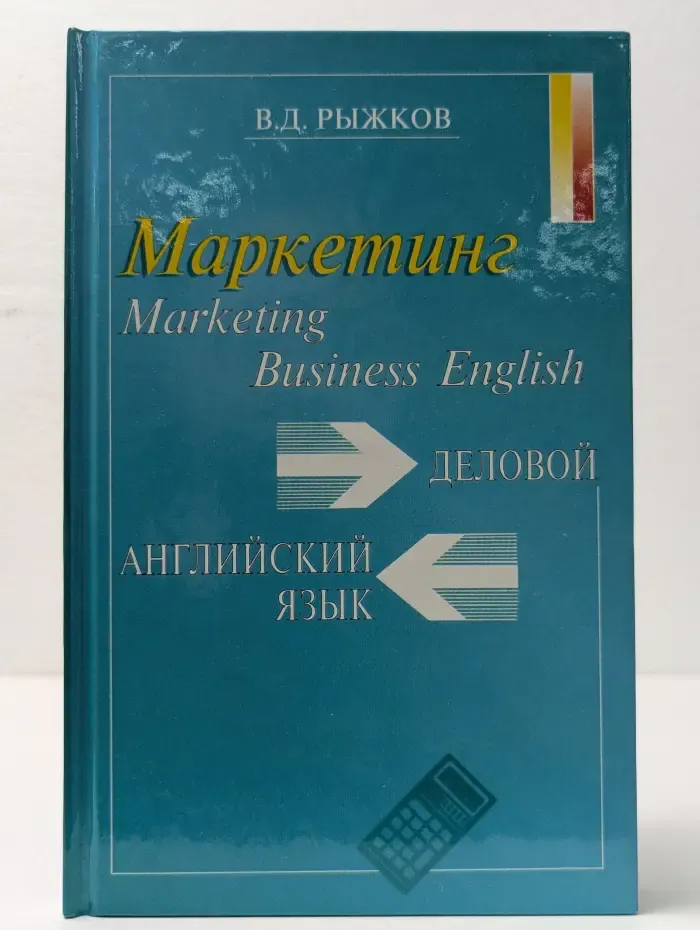 В.Д. РЫЖКОВ
Маркетинг
Marketing
Business English
ДЕЛОВОЙ
АНГЛИЙСКИЙ
ЯЗЫК